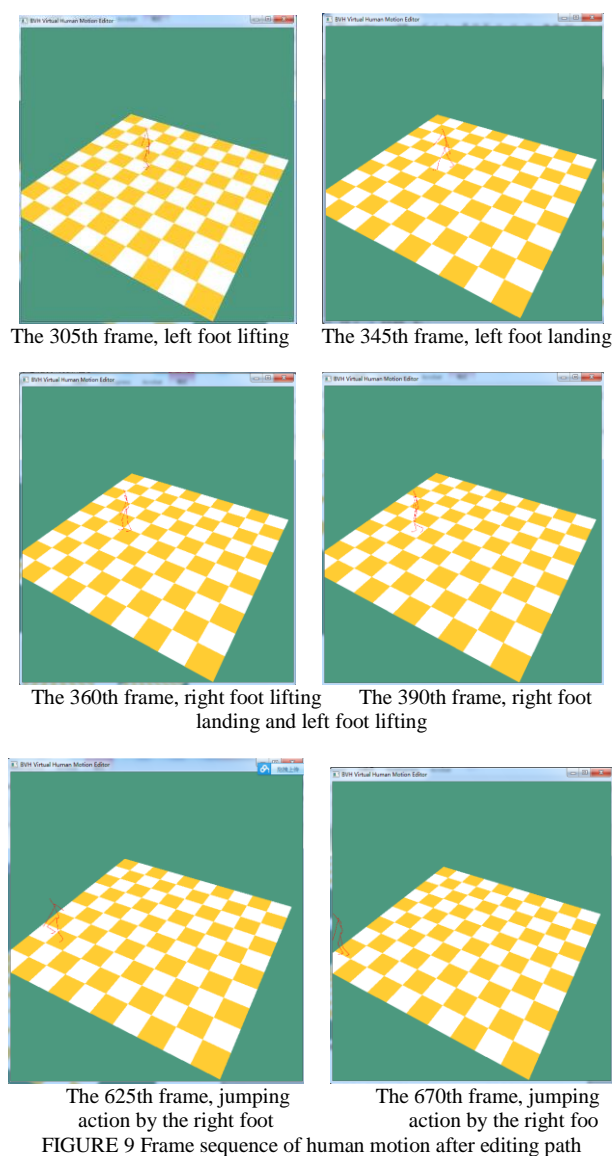 BVH Virtual Human Motion Editor
BVH Virtual Human Motion Editor
The 305th frame, left foot lifting
The 345th frame, left foot landing
BVH Virtual Human Motion Editor
BVH Virtual Human Motion Editor
The 360th frame, right foot lifting The 390th frame, right foot
landing and left foot lifting
BVH Virtual Human Motion Editor
BVH Virtual Human Motion Editor
The 625th frame, jumping
action by the right foot
The 670th frame, jumping
action by the right foo
FIGURE 9 Frame sequence of human motion after editing path